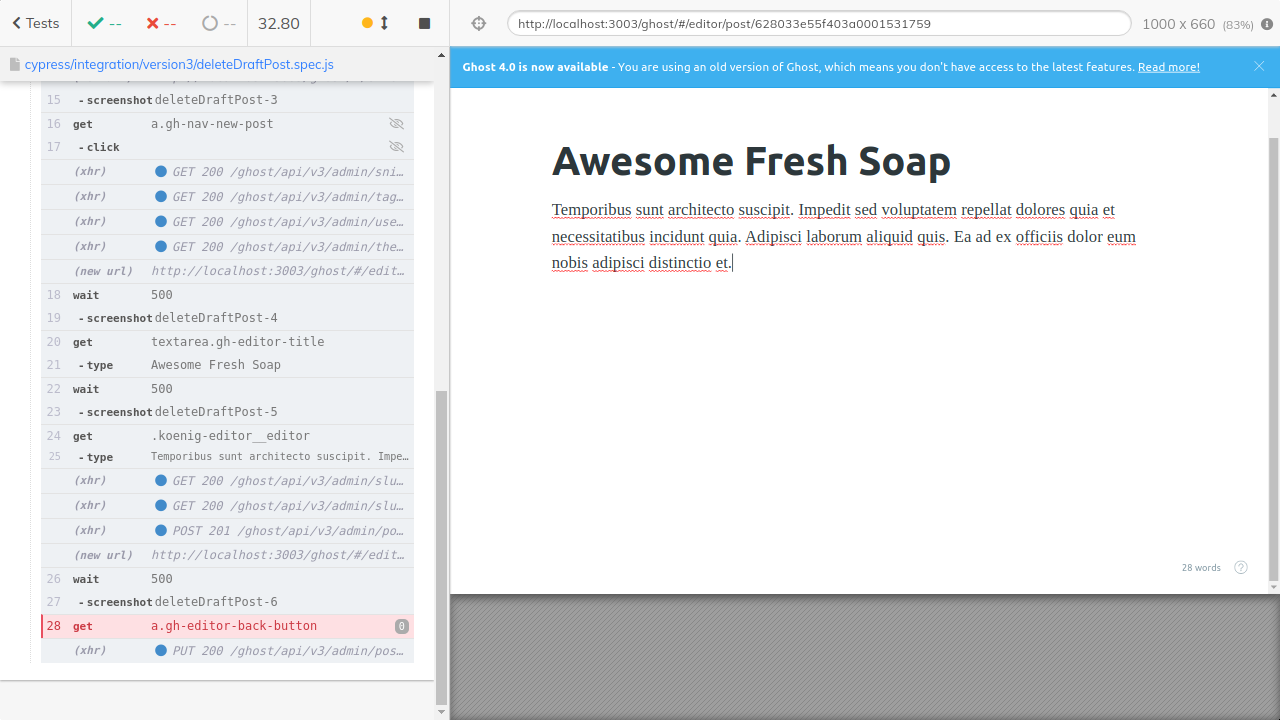 Tests
--
--
--
32.80
http://localhost:3003/ghost/#/editor/post/628033e55f403a0001531759
1000 x 660 (83%)
cypress/integration/version3/deleteDraftPost.spec.js
15 -screenshot deleteDraftPost-3
16 get a.gh-nav-new-post
17 -click
(xhr) GET 200 /ghost/api/v3/admin/sni…
(xhr) GET 200 /ghost/api/v3/admin/tag…
(xhr) GET 200 /ghost/api/v3/admin/use…
(xhr) GET 200 /ghost/api/v3/admin/the…
(new url) http://localhost:3003/ghost/#/edit…
18 wait 500
19 -screenshot deleteDraftPost-4
20 get textarea.gh-editor-title
21 -type Awesome Fresh Soap
22 wait 500
23 -screenshot deleteDraftPost-5
24 get .koenig-editor__editor
25 -type Temporibus sunt architecto suscipit. Impe…
(xhr) GET 200 /ghost/api/v3/admin/slu…
(xhr) GET 200 /ghost/api/v3/admin/slu…
(xhr) POST 201 /ghost/api/v3/admin/po…
(new url) http://localhost:3003/ghost/#/edit…
26 wait 500
27 -screenshot deleteDraftPost-6
28 get a.gh-editor-back-button 0
(xhr) PUT 200 /ghost/api/v3/admin/pos…
Ghost 4.0 is now available - You are using an old version of Ghost, which means you don't have access to the latest features. Read more!
Awesome Fresh Soap
Temporibus sunt architecto suscipit. Impedit sed voluptatem repellat dolores quia et
necessitatibus incidunt quia. Adipisci laborum aliquid quis. Ea ad ex officiis dolor eum
nobis adipisci distinctio et.
28 words ?